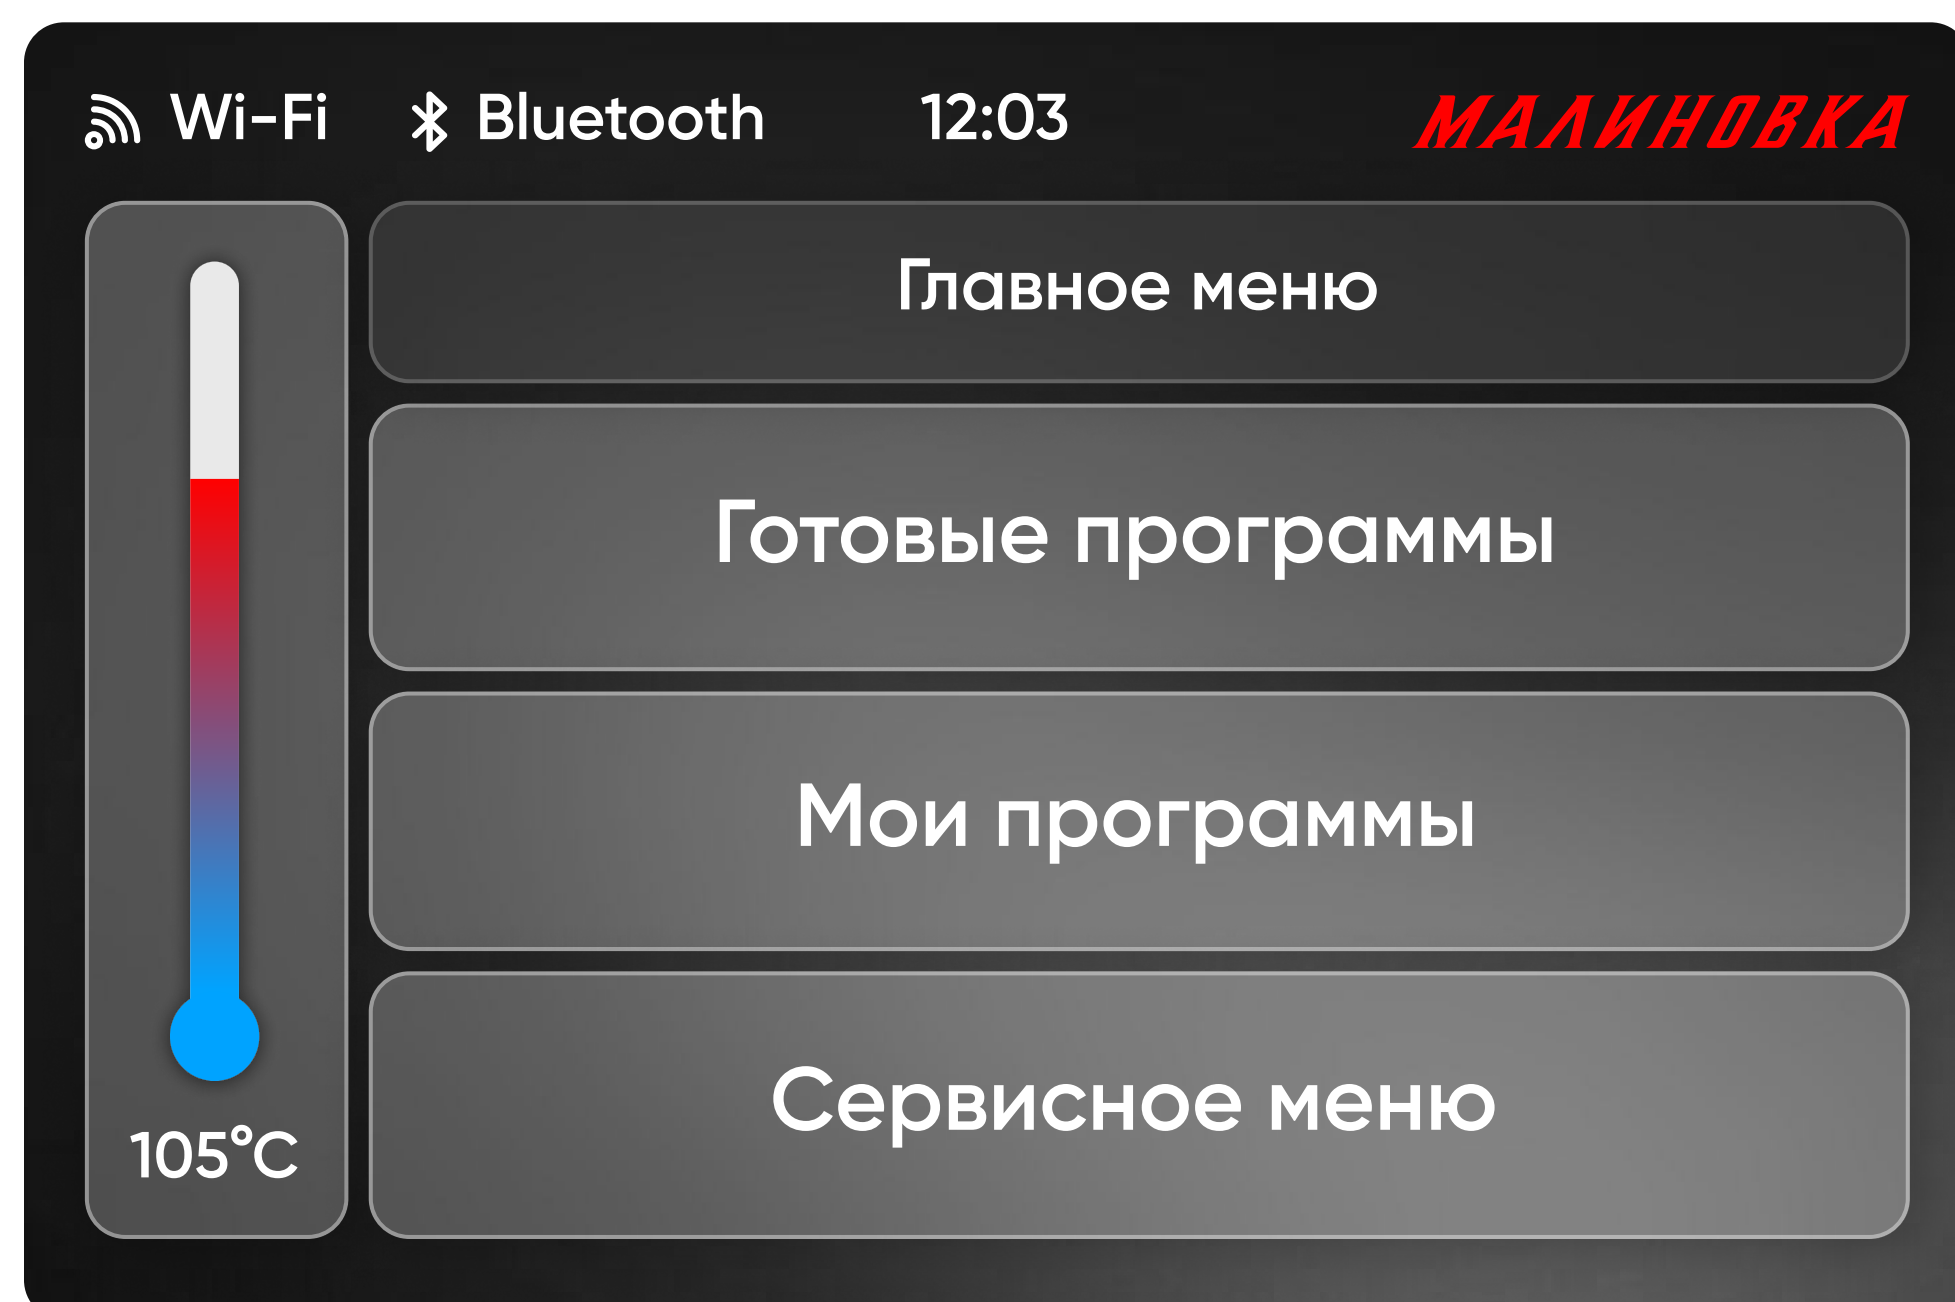 Wi-Fi Bluetooth 12:03 МАЛИНОВКА
Главное меню
Готовые программы
Мои программы
Сервисное меню
105°C